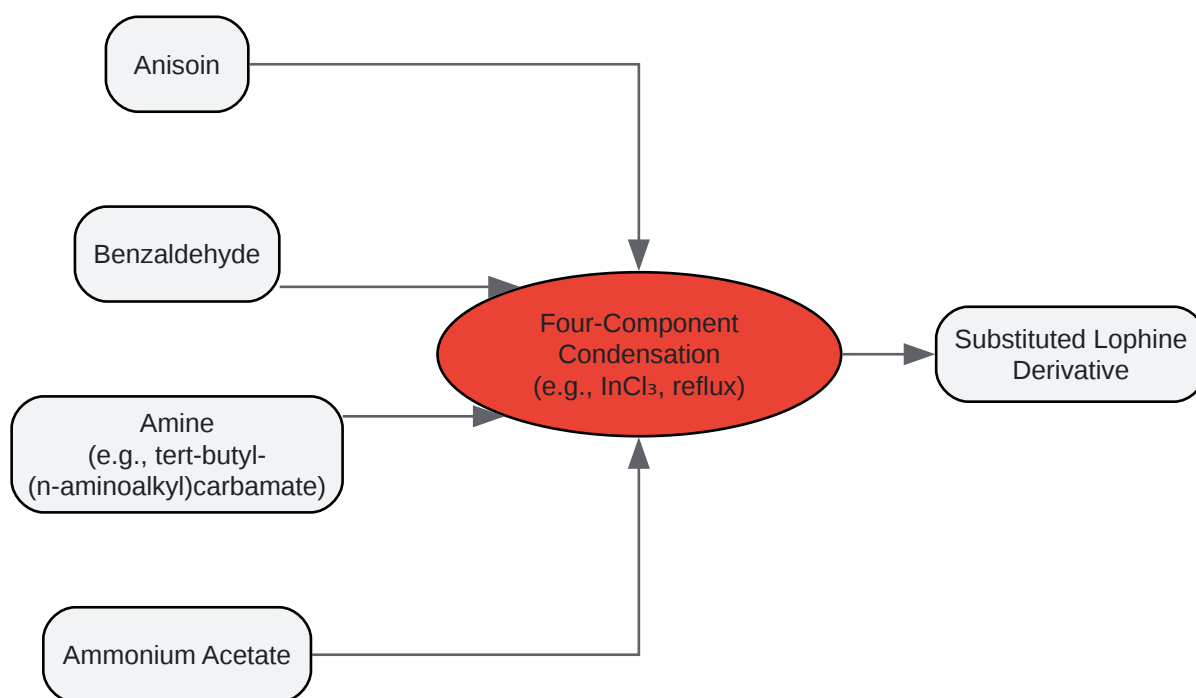 Anisoin
Benzaldehyde
Amine
(e.g., tert-butyl-
(n-aminoalkyl)carbamate)
Ammonium Acetate
Four-Component
Condensation
(e.g., InCl₃, reflux)
Substituted Lophine
Derivative